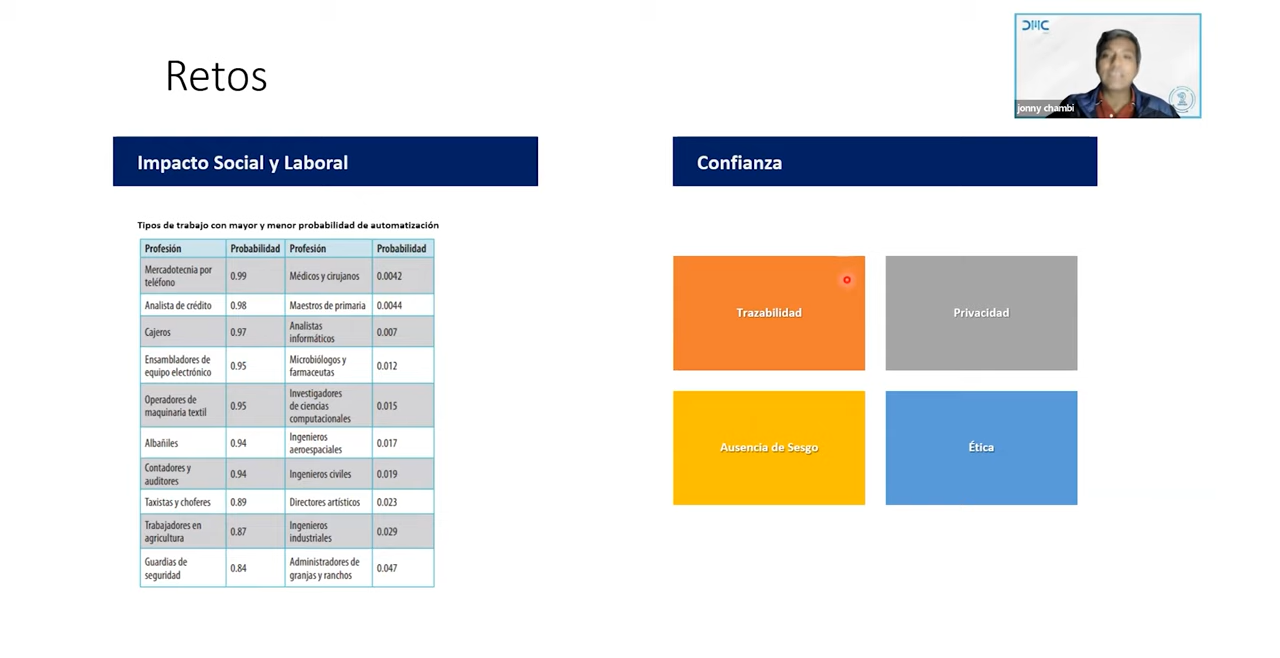 Retos
DMC
jonny chambi
Impacto Social y Laboral
Tipos de trabajo con mayor y menor probabilidad de automatización
Profesión Probabilidad Profesión Probabilidad
Mercadotecnia por
teléfono 0.99 Médicos y cirujanos 0.0042
Analista de crédito 0.98 Maestros de primaria 0.0044
Cajeros 0.97 Analistas
informáticos 0.007
Ensambladores de
equipo electrónico 0.95 Microbiólogos y
farmaceutas 0.012
Operadores de
maquinaria textil 0.95 Investigadores
de ciencias
computacionales 0.015
Albañiles 0.94 Ingenieros
aeroespaciales 0.017
Contadores y
auditores 0.94 Ingenieros civiles 0.019
Taxistas y choferes 0.89 Directores artísticos 0.023
Trabajadores en
agricultura 0.87 Ingenieros
industriales 0.029
Guardias de
seguridad 0.84 Administradores de
granjas y ranchos 0.047
Confianza
Trazabilidad
Privacidad
Ausencia de Sesgo
Ética